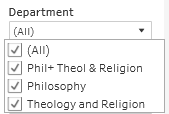 Department
(All)
(All)
Phil+ Theol & Religion
Philosophy
Theology and Religion